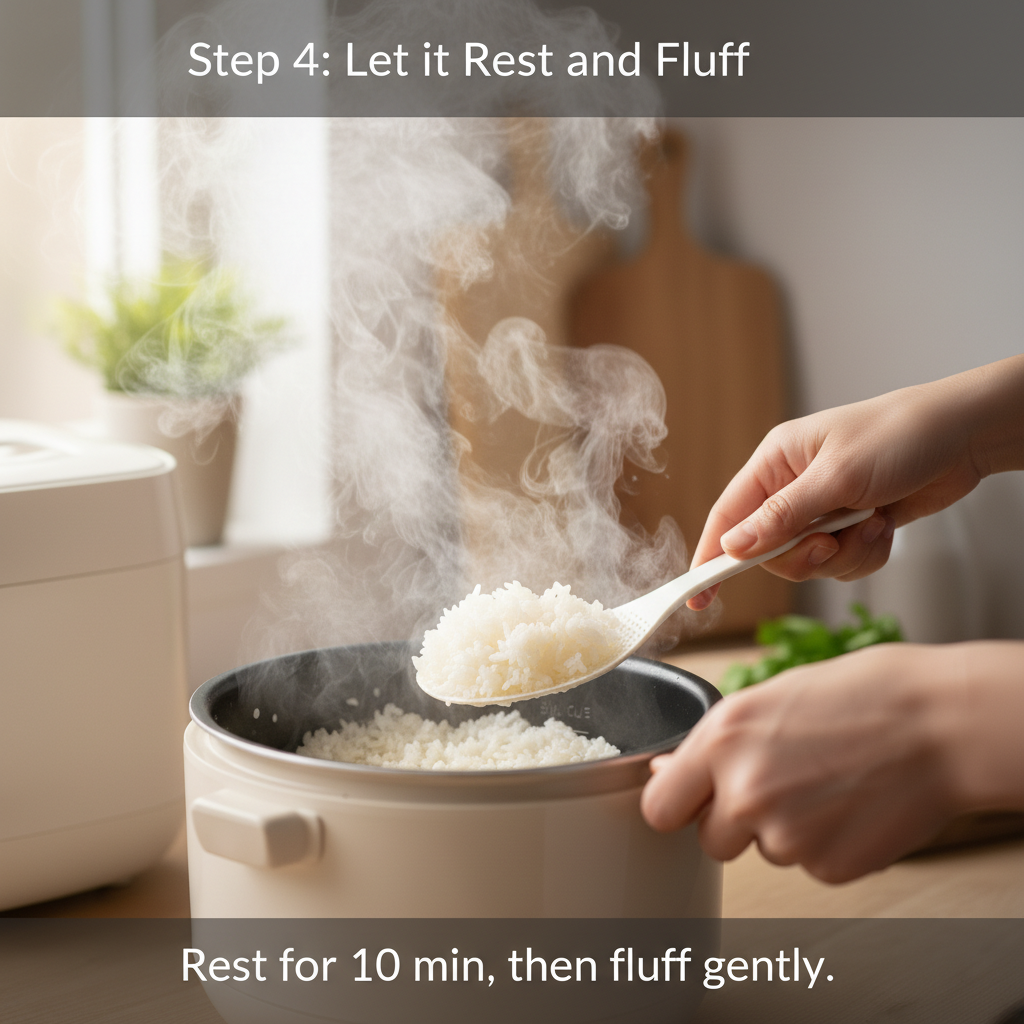 Step 4: Let it Rest and Fluff
Rest for 10 min, then fluff gently.